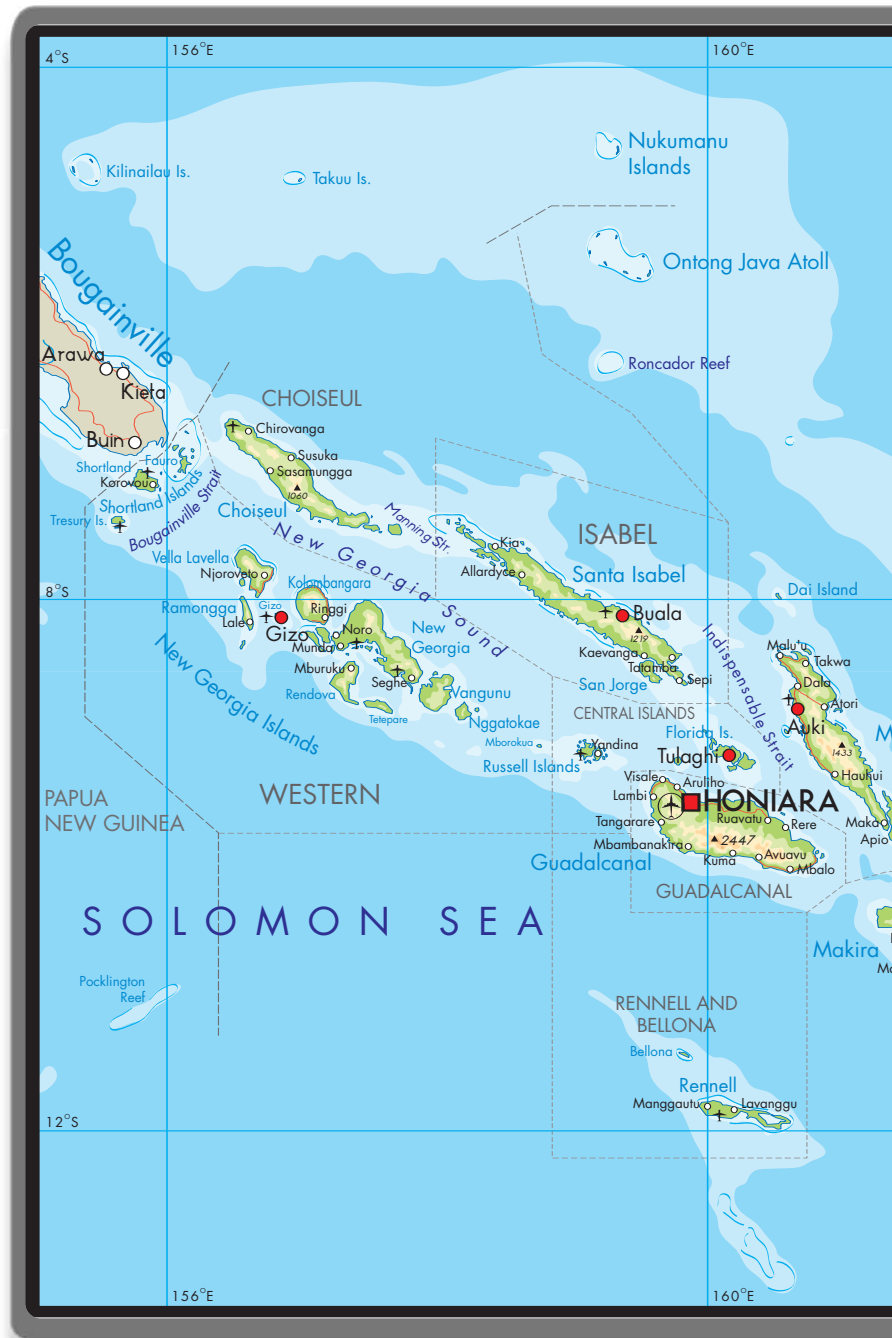 156°E
160°E
4°S
Nukumanu
Islands
Kilinailau Is.
Takuu Is.
Bougainville
Ontong Java Atoll
Arawa
Kieta
Roncador Reef
CHOISEUL
Chirovanga
Buin
Fauro
Shortland
Korovou
Susuka
Sasamungga
Shortland Islands
1060
Choiseul
Tresury Is.
Bougainville Strait
Manning Str.
New Georgia Sound
Kia
ISABEL
Vella Lavella
Njoroveto
Allardyce
Santa Isabel
Kolombangara
8°S
Dai Island
Ramongga
Gizo
Ringgi
Buala
Lale
Gizo
Noro
1219
Munda
New
Georgia
Kaevanga
Tatamba
Indispensable Strait
Malu'u
Takwa
Mburuku
Seghe
Sepi
Dala
San Jorge
Rendova
Vangunu
Atori
New Georgia Islands
Tetepare
Nggatokae
CENTRAL ISLANDS
Auki
Florida Is.
M
Mborokua
Yandina
Tulaghi
1433
Russell Islands
Hauhui
Visale
Aruliho
PAPUA
NEW GUINEA
WESTERN
Lambi
HONIARA
Tangarare
Ruavatu
Rere
Maka
Apio
Mbambanakira
2447
Kuma
Avuavu
Guadalcanal
Mbalo
GUADALCANAL
SOLOMON SEA
Makira
Ma
Pocklington
Reef
RENNELL AND
BELLONA
Bellona
Rennell
Manggautu
Lavanggu
12°S
156°E
160°E